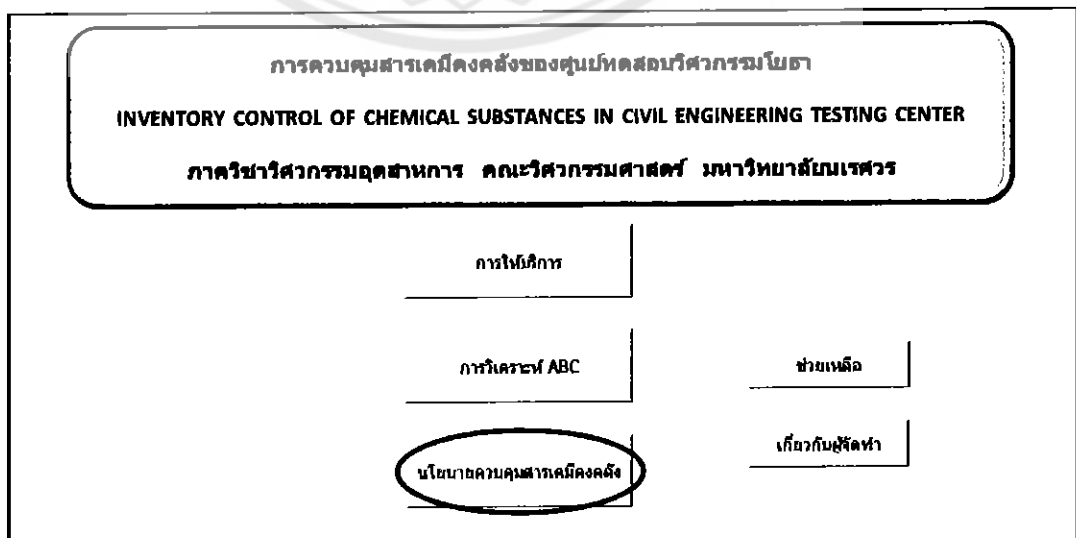 การควบคุมสารเคมีคงคลังของศูนย์ทดสอบวิศวกรรมโยธา
INVENTORY CONTROL OF CHEMICAL SUBSTANCES IN CIVIL ENGINEERING TESTING CENTER
ภาควิชาวิศวกรรมอุตสาหการ คณะวิศวกรรมศาสตร์ มหาวิทยาลัยนเรศวร
การให้บริการ
การวิเคราะห์ ABC
ช่วยเหลือ
เกี่ยวกับผู้จัดทำ
นโยบายควบคุมสารเคมีคงคลัง